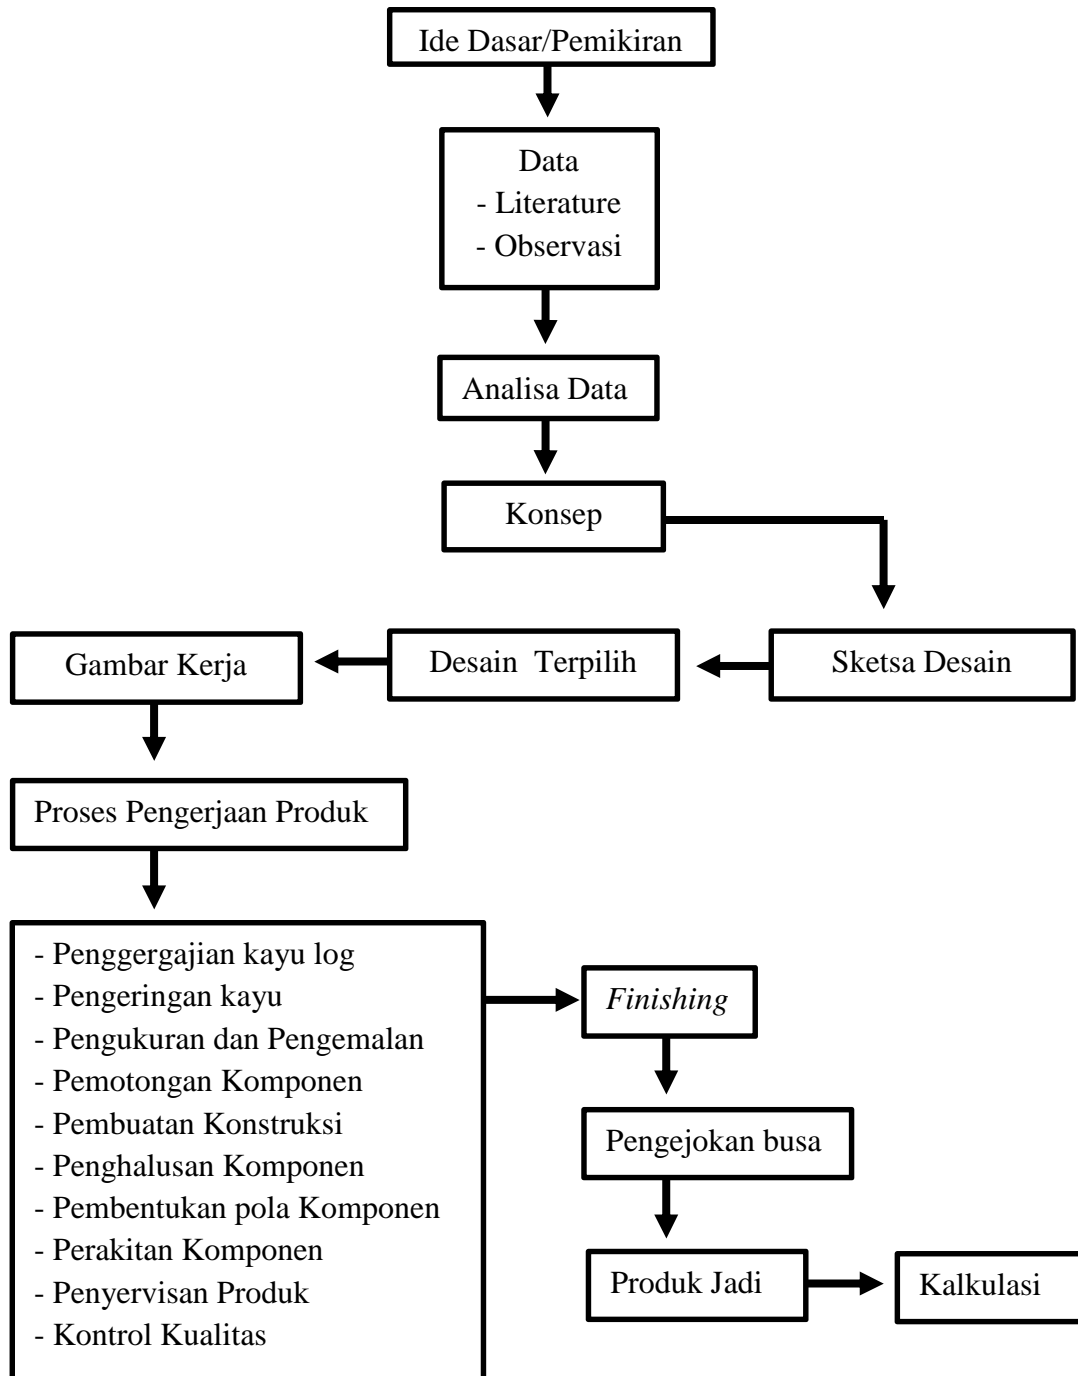 Ide Dasar/Pemikiran
Data
- Literature
- Observasi
Analisa Data
Konsep
Sketsa Desain
Desain  Terpilih
Gambar Kerja
Proses Pengerjaan Produk
- Penggergajian kayu log
- Pengeringan kayu
- Pengukuran dan Pengemalan
- Pemotongan Komponen
- Pembuatan Konstruksi
- Penghalusan Komponen
- Pembentukan pola Komponen
- Perakitan Komponen
- Penyervisan Produk
- Kontrol Kualitas
Finishing
Pengejokan busa
Produk Jadi
Kalkulasi